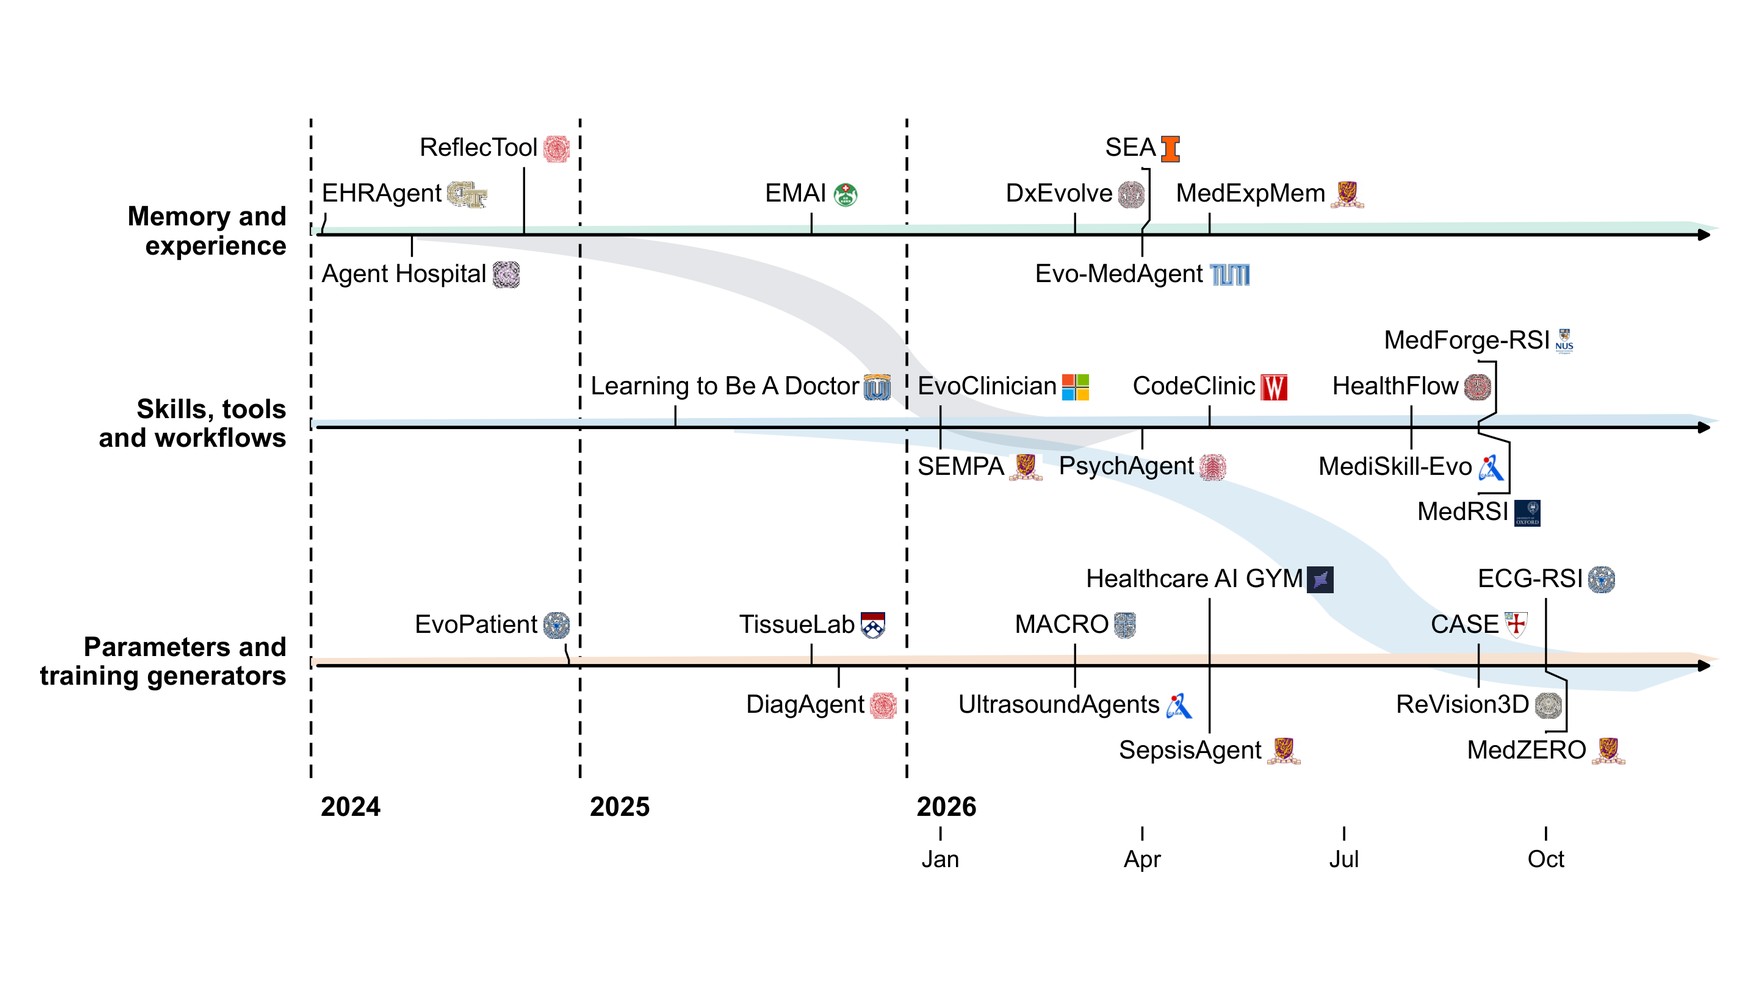 SEA
ReflecTool
EHRAgent
EMAI
DxEvolve
MedExpMem
Memory and
experience
Agent Hospital
Evo-MedAgent
MedForge-RSI
NUS
Learning to Be A Doctor
EvoClinician
CodeClinic
HealthFlow
Skills, tools
and workflows
SEMPA
PsychAgent
MediSkill-Evo
MedRSI
OXFORD
Healthcare AI GYM
ECG-RSI
EvoPatient
TissueLab
MACRO
CASE
Parameters and
training generators
DiagAgent
UltrasoundAgents
ReVision3D
SepsisAgent
MedZERO
2024
2025
2026
Jan
Apr
Jul
Oct